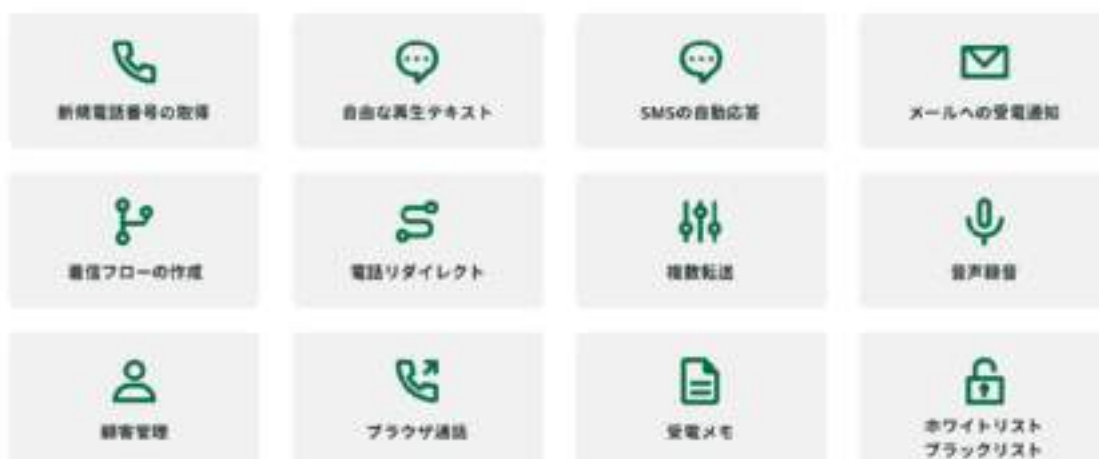 新規電話番号の取得
自由な再生テキスト
SMSの自動応答
メールへの受電通知
着信フローの作成
電話リダイレクト
複数転送
音声録音
顧客管理
ブラウザ通話
受電メモ
ホワイトリスト
ブラックリスト